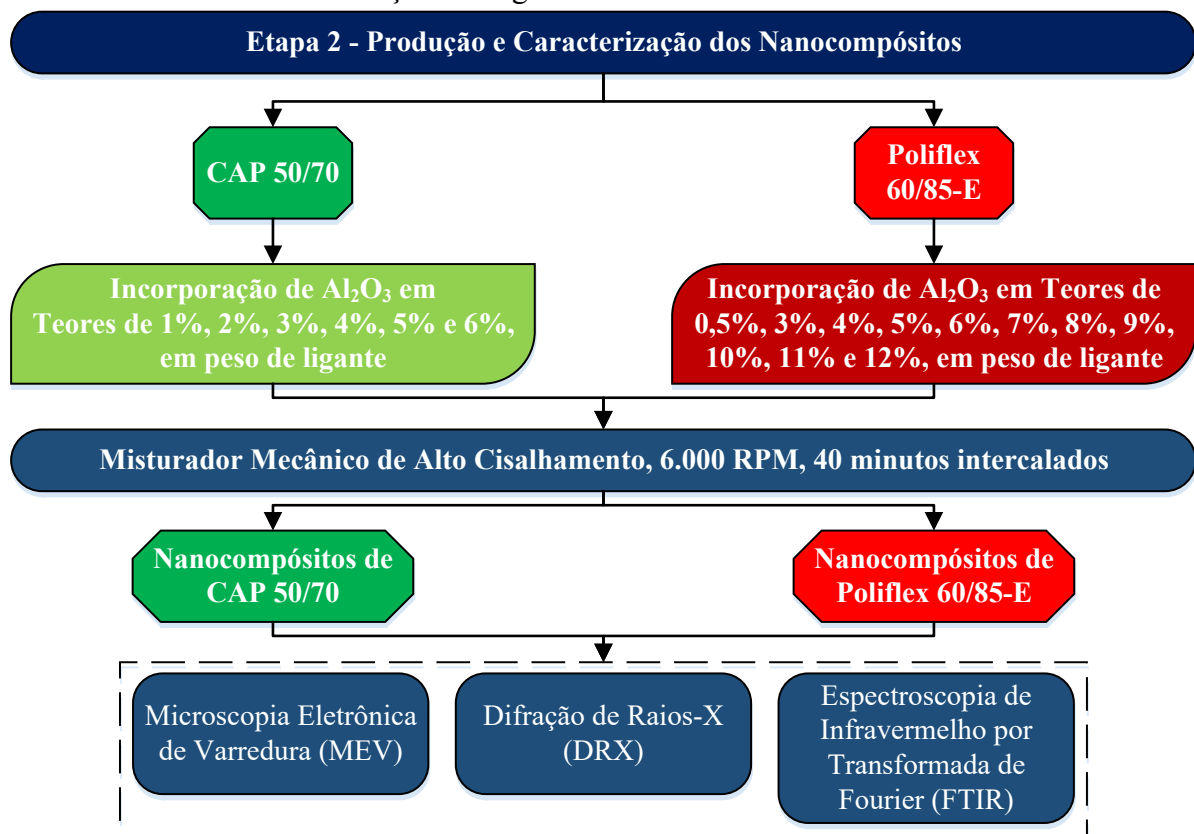 Etapa 2 - Produção e Caracterização dos Nanocompósitos
CAP 50/70
Poliflex
60/85-E
Incorporação de Al₂O₃ em
Teores de 1%, 2%, 3%, 4%, 5% e 6%,
em peso de ligante
Incorporação de Al₂O₃ em Teores de
0,5%, 3%, 4%, 5%, 6%, 7%, 8%, 9%,
10%, 11% e 12%, em peso de ligante
Misturador Mecânico de Alto Cisalhamento, 6.000 RPM, 40 minutos intercalados
Nanocompósitos de
CAP 50/70
Nanocompósitos de
Poliflex 60/85-E
Microscopia Eletrônica
de Varredura (MEV)
Difração de Raios-X
(DRX)
Espectroscopia de
Infravermelho por
Transformada de
Fourier (FTIR)